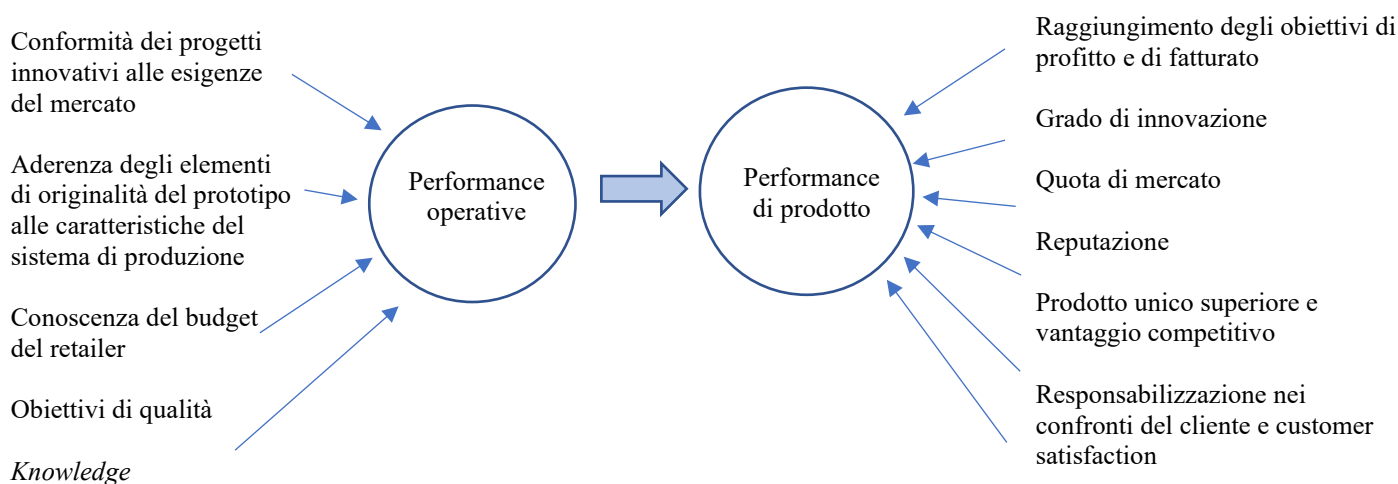 Conformità dei progetti
innovativi alle esigenze
del mercato
Aderenza degli elementi
di originalità del prototipo
alle caratteristiche del
sistema di produzione
Conoscenza del budget
del retailer
Obiettivi di qualità
Knowledge
Performance
operative
Performance
di prodotto
Raggiungimento degli obiettivi di
profitto e di fatturato
Grado di innovazione
Quota di mercato
Reputazione
Prodotto unico superiore e
vantaggio competitivo
Responsabilizzazione nei
confronti del cliente e customer
satisfaction